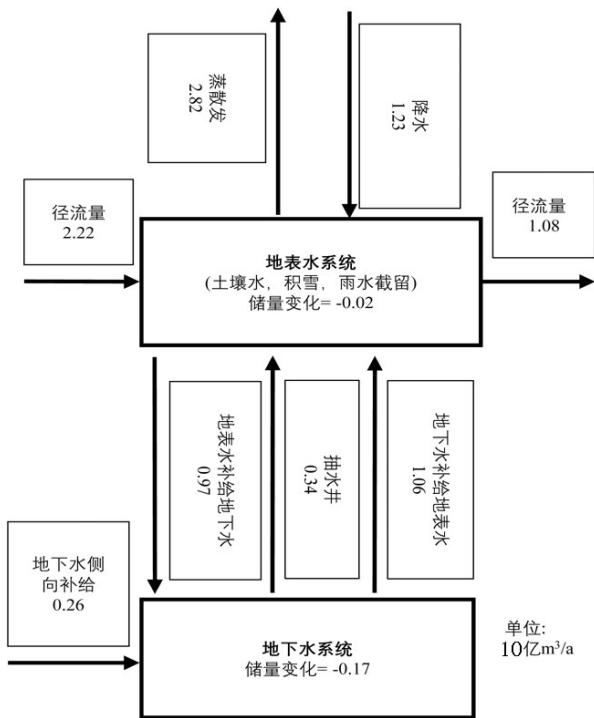 蒸散发
2.82
降水
1.23
径流量
2.22
径流量
1.08
地表水系统
(土壤水，积雪，雨水截留)
储量变化= -0.02
地表水补给地下水
0.97
抽水井
0.34
地下水补给地表水
1.06
地下水侧
向补给
0.26
地下水系统
储量变化= -0.17
单位:
10亿m³/a